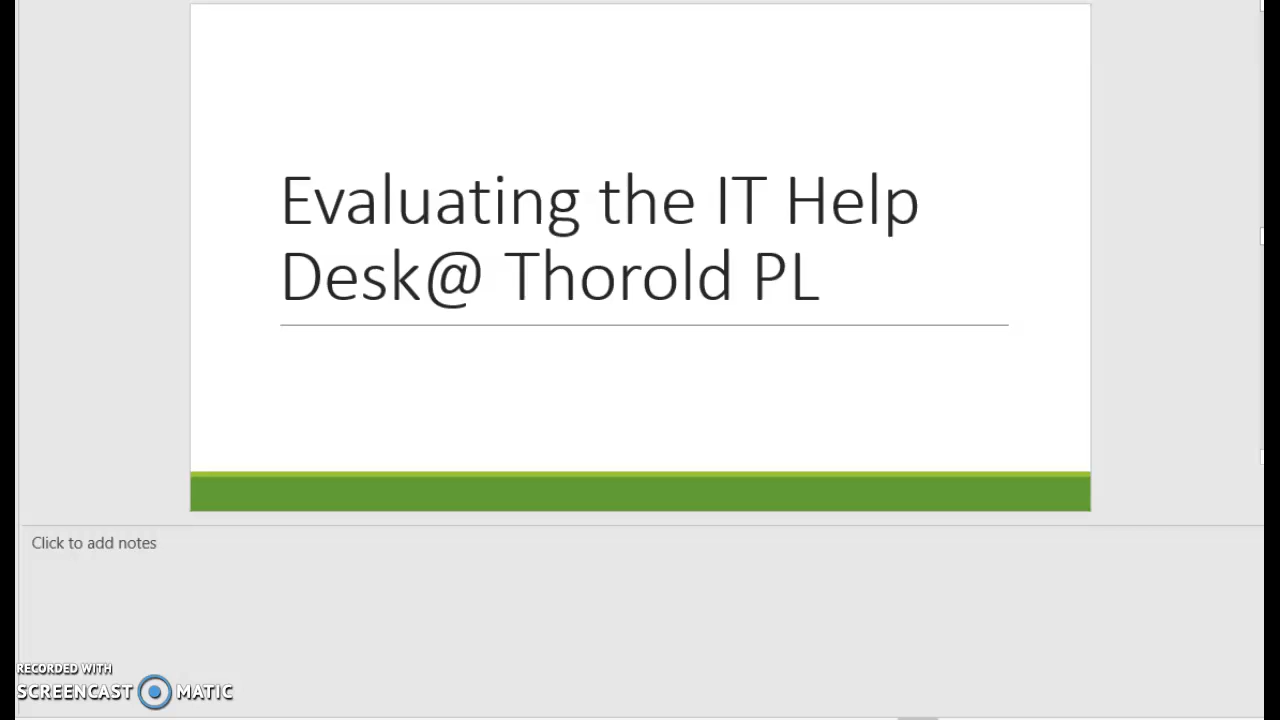 Evaluating the IT Help
Desk@ Thorold PL
Click to add notes
RECORDED WITH
SCREENCAST MATIC